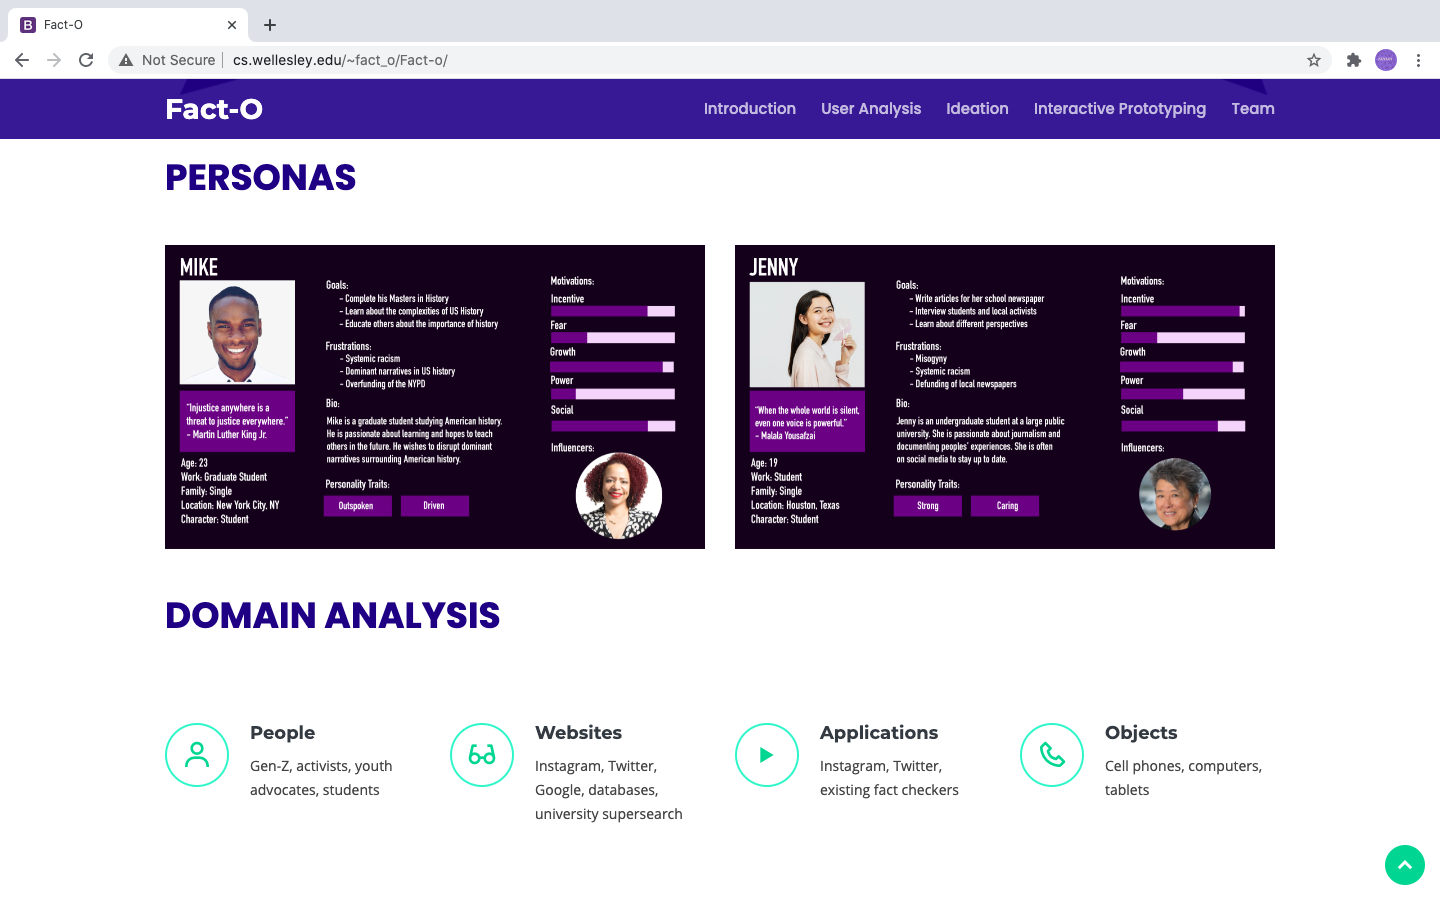 Fact-O
Not Secure
cs.wellesley.edu/~fact_o/Fact-o/
Fact-O
Introduction
User Analysis
Ideation
Interactive Prototyping
Team
PERSONAS
MIKE
"Injustice anywhere is a
threat to justice everywhere."
- Martin Luther King Jr.
Age: 23
Work: Graduate Student
Family: Single
Location: New York City, NY
Character: Student
Goals:
- Complete his Masters in History
- Learn about the complexities of US History
- Educate others about the importance of history
Frustrations:
- Systemic racism
- Dominant narratives in US history
- Overfunding of the NYPD
Bio:
Mike is a graduate student studying American history.
He is passionate about learning and hopes to teach
others in the future. He wishes to disrupt dominant
narratives surrounding American history.
Personality Traits:
Outspoken
Driven
Motivations:
Incentive
Fear
Growth
Power
Social
Influencers:
JENNY
"When the whole world is silent,
even one voice is powerful."
- Malala Yousafzai
Age: 19
Work: Student
Family: Single
Location: Houston, Texas
Character: Student
Goals:
- Write articles for her school newspaper
- Interview students and local activists
- Learn about different perspectives
Frustrations:
- Misogyny
- Systemic racism
- Defunding of local newspapers
Bio:
Jenny is an undergraduate student at a large public
university. She is passionate about journalism and
documenting peoples' experiences. She is often
on social media to stay up to date.
Personality Traits:
Strong
Caring
Motivations:
Incentive
Fear
Growth
Power
Social
Influencers:
DOMAIN ANALYSIS
People
Gen-Z, activists, youth
advocates, students
Websites
Instagram, Twitter,
Google, databases,
university supersearch
Applications
Instagram, Twitter,
existing fact checkers
Objects
Cell phones, computers,
tablets